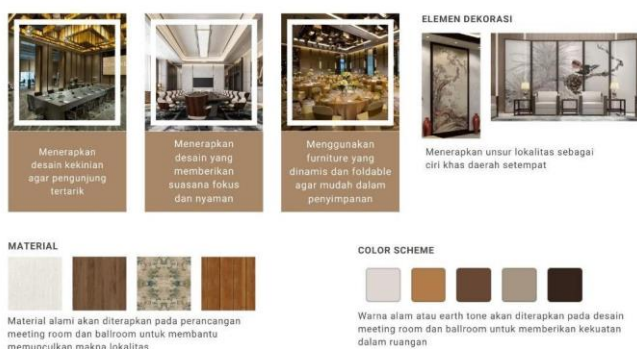 Menerapkan
desain kekinian
agar pengunjung
tertarik
Menerapkan
desain yang
memberikan
suasana fokus
dan nyaman
Menggunakan
furniture yang
dinamis dan foldable
agar mudah dalam
penyimpanan
ELEMEN DEKORASI
Menerapkan unsur lokalitas sebagai
ciri khas daerah setempat
MATERIAL
Material alami akan diterapkan pada perancangan
meeting room dan ballroom untuk membantu
memunculkan makna lokalitas
COLOR SCHEME
Warna alam atau earth tone akan diterapkan pada desain
meeting room dan ballroom untuk memberikan kekuatan
dalam ruangan